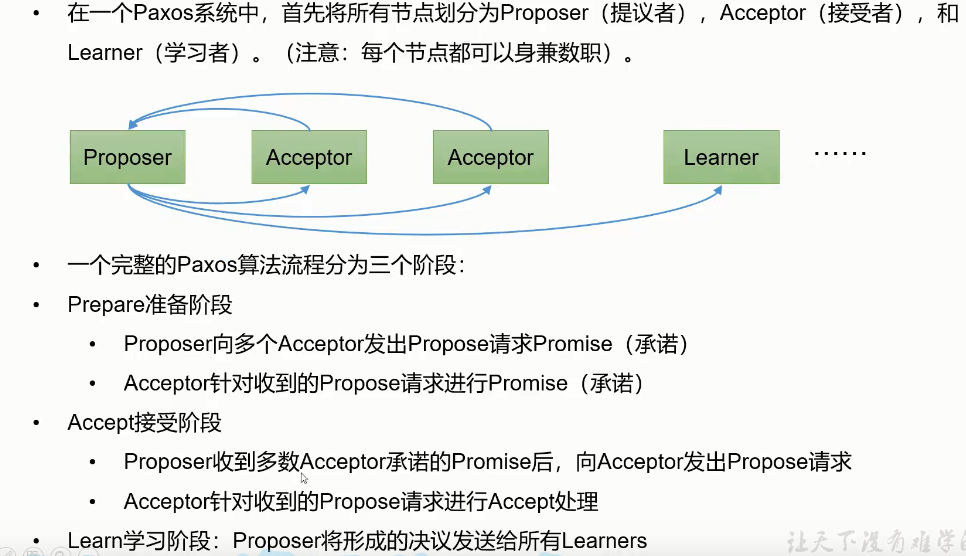 • 在一个Paxos系统中，首先将所有节点划分为Proposer（提议者），Acceptor（接受者），和
Learner（学习者）。（注意：每个节点都可以身兼数职）。
Proposer Acceptor Acceptor Learner ······
• 一个完整的Paxos算法流程分为三个阶段：
• Prepare准备阶段
• Proposer向多个Acceptor发出Propose请求Promise（承诺）
• Acceptor针对收到的Propose请求进行Promise（承诺）
• Accept接受阶段
• Proposer收到多数Acceptor承诺的Promise后，向Acceptor发出Propose请求
• Acceptor针对收到的Propose请求进行Accept处理
• Learn学习阶段：Proposer将形成的决议发送给所有Learners
让天下没有难学的